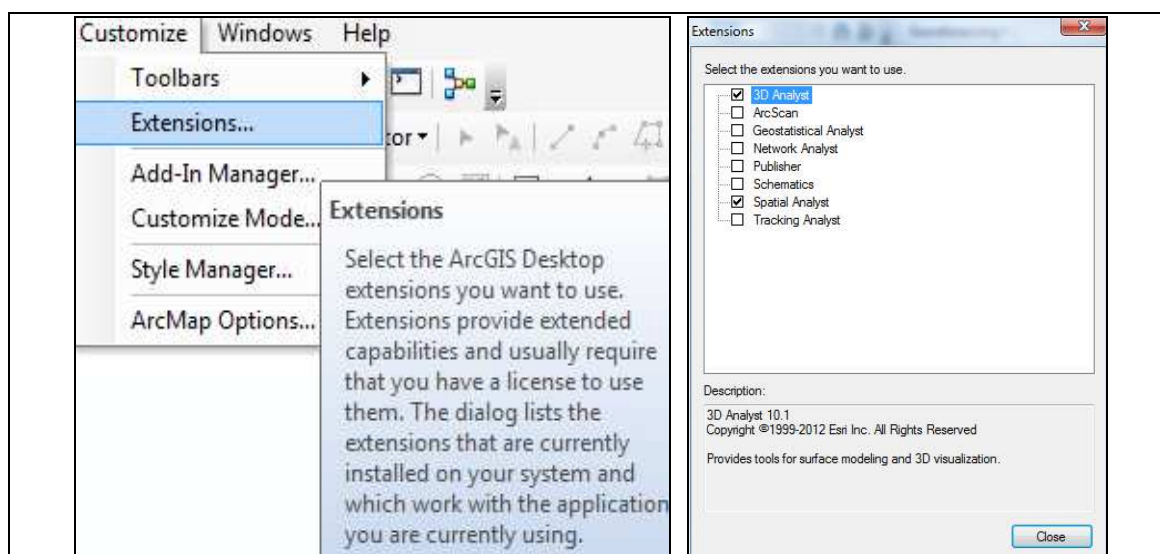 Customize Windows Help
Toolbars
Extensions...
tor
Add-In Manager...
Customize Mode...
Style Manager...
ArcMap Options...
Extensions
Select the ArcGIS Desktop
extensions you want to use.
Extensions provide extended
capabilities and usually require
that you have a license to use
them. The dialog lists the
extensions that are currently
installed on your system and
which work with the application
you are currently using.
Extensions
Select the extensions you want to use.
3D Analyst
ArcScan
Geostatistical Analyst
Network Analyst
Publisher
Schematics
Spatial Analyst
Tracking Analyst
Description:
3D Analyst 10.1
Copyright ©1999-2012 Esri Inc. All Rights Reserved
Provides tools for surface modeling and 3D visualization.
Close